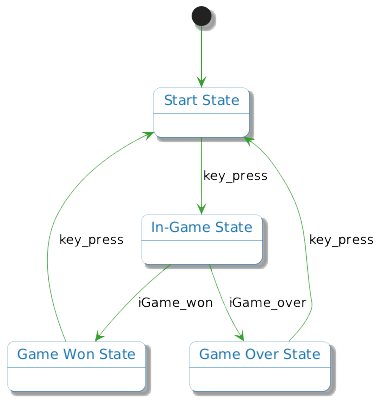 Start State
key_press
In-Game State
key_press
key_press
iGame_won
iGame_over
Game Won State
Game Over State